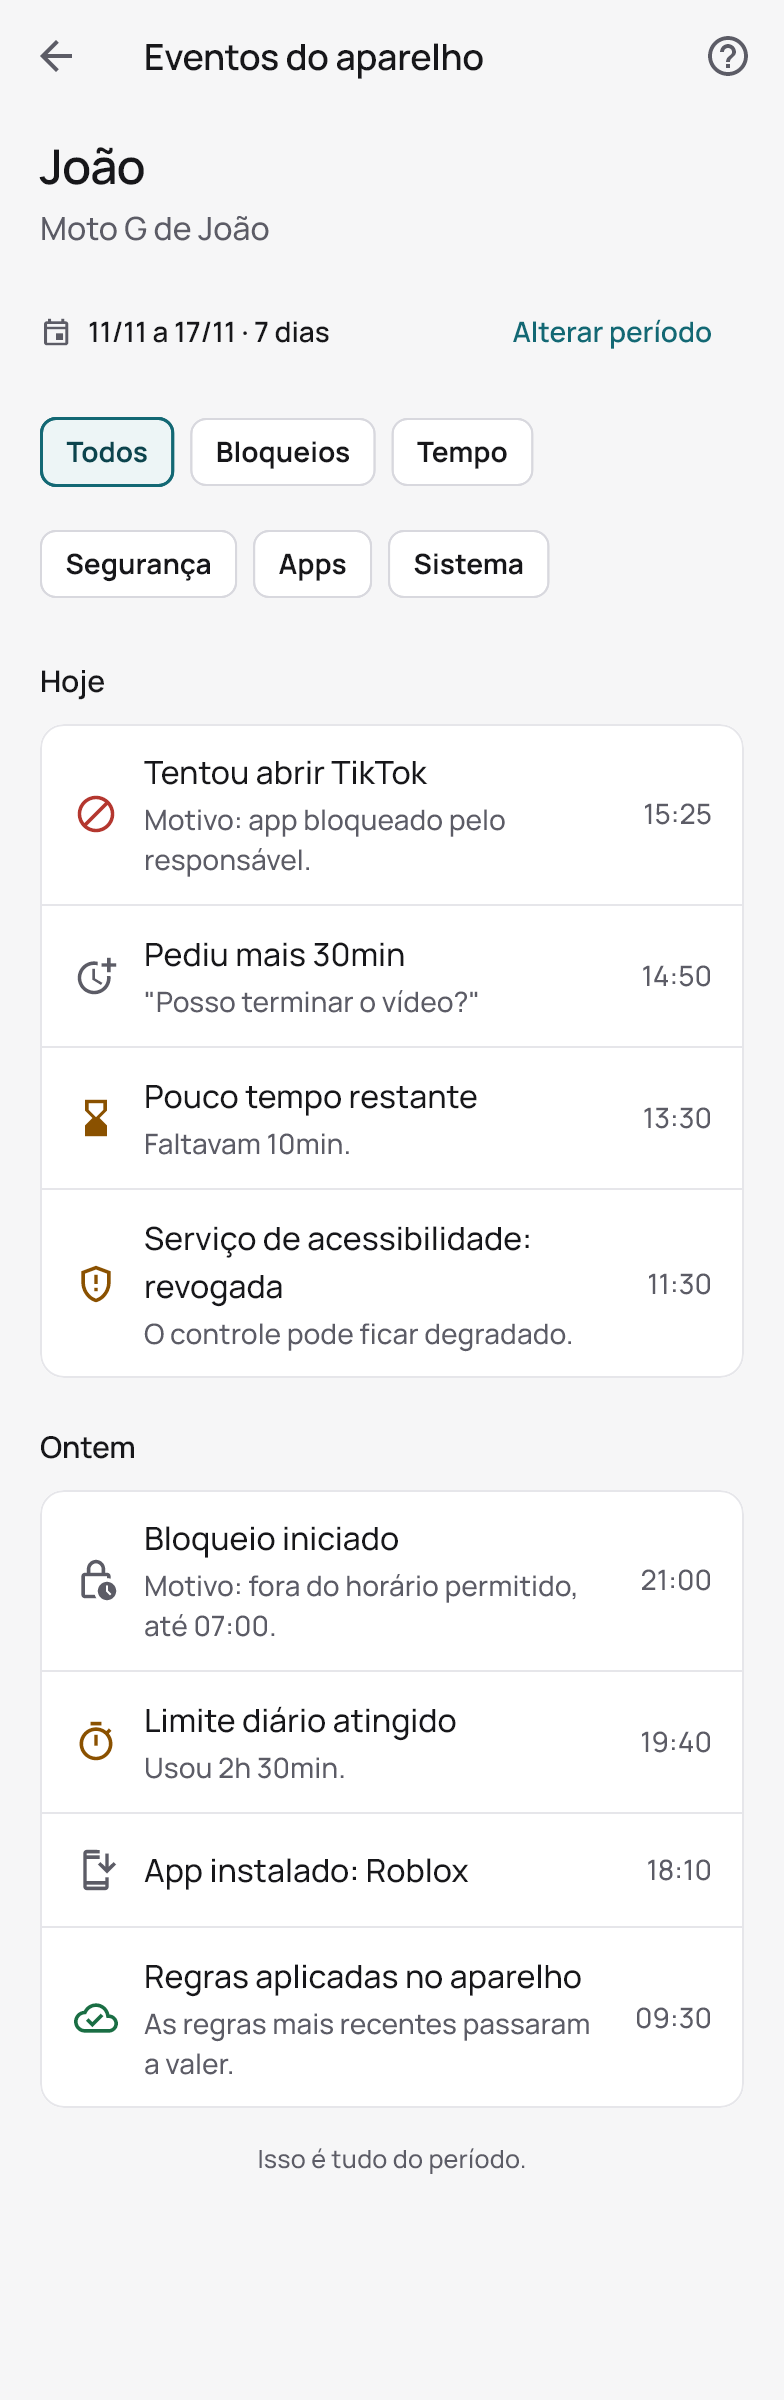 Eventos do aparelho
João
Moto G de João
11/11 a 17/11 · 7 dias
Alterar período
Todos
Bloqueios
Tempo
Segurança
Apps
Sistema
Hoje
Tentou abrir TikTok
Motivo: app bloqueado pelo
responsável.
15:25
Pediu mais 30min
"Posso terminar o vídeo?"
14:50
Pouco tempo restante
Faltavam 10min.
13:30
Serviço de acessibilidade:
revogada
O controle pode ficar degradado.
11:30
Ontem
Bloqueio iniciado
Motivo: fora do horário permitido,
até 07:00.
21:00
Limite diário atingido
Usou 2h 30min.
19:40
App instalado: Roblox
18:10
Regras aplicadas no aparelho
As regras mais recentes passaram
a valer.
09:30
Isso é tudo do período.